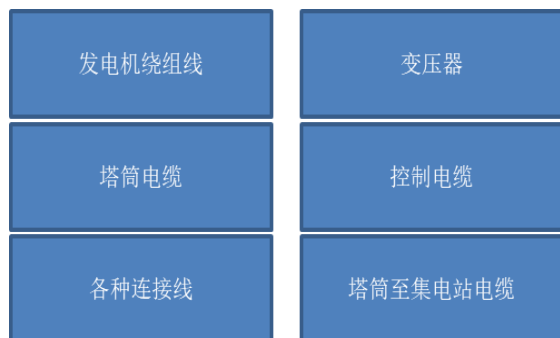 发电机绕组线
变压器
塔筒电缆
控制电缆
各种连接线
塔筒至集电站电缆